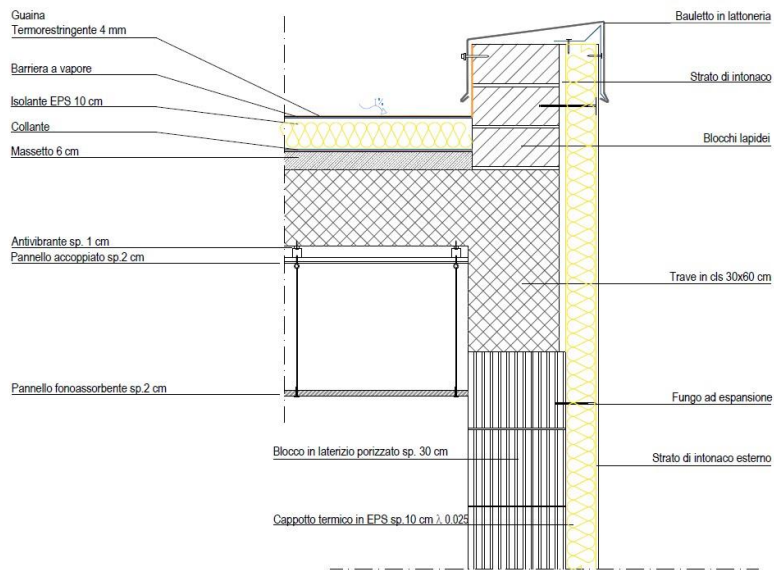 Guaina
Termorestringente 4 mm
Barriera a vapore
Isolante EPS 10 cm
Collante
Massetto 6 cm
Antivibrante sp. 1 cm
Pannello accoppiato sp.2 cm
Pannello fonoassorbente sp.2 cm
Blocco in laterizio porizzato sp. 30 cm
Cappotto termico in EPS sp.10 cm λ 0.025
Bauletto in lattoneria
Strato di intonaco
Blocchi lapidei
Trave in cls 30x60 cm
Fungo ad espansione
Strato di intonaco esterno